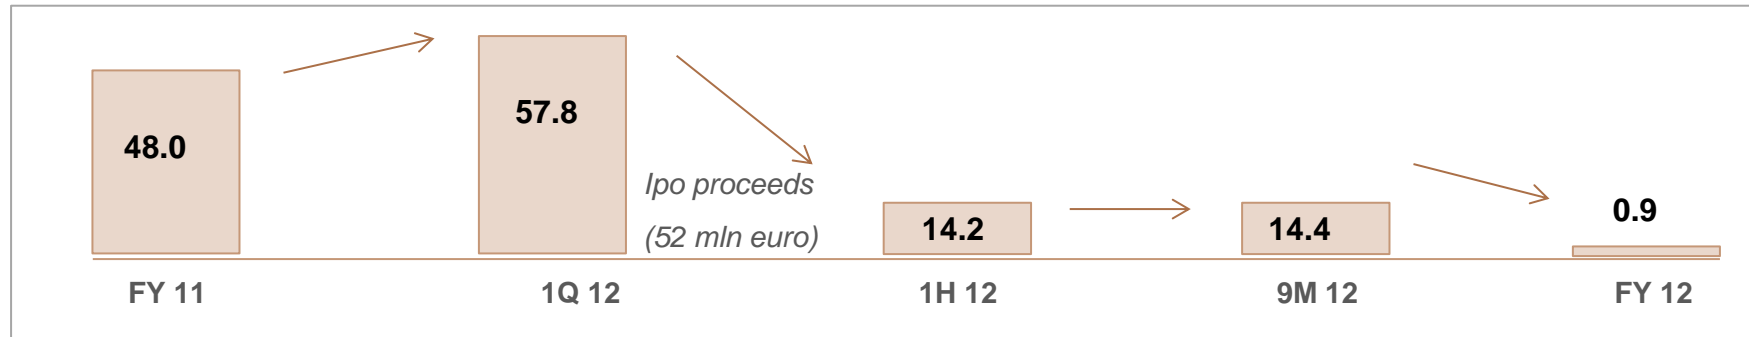 48.0
57.8
Ipo proceeds
(52 mln euro)
14.2
14.4
0.9
FY 11
1Q 12
1H 12
9M 12
FY 12